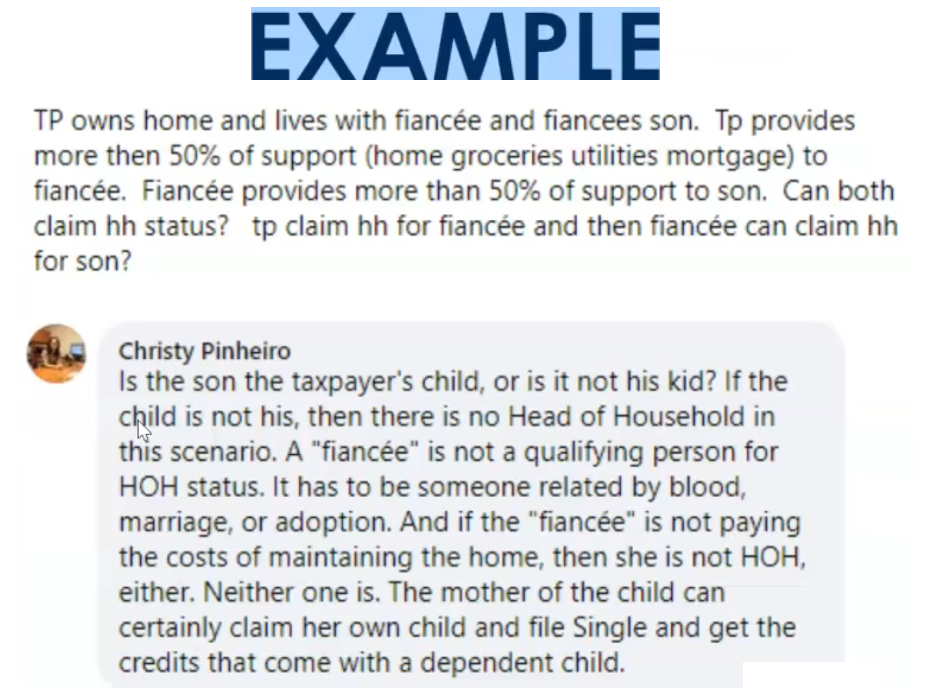 EXAMPLE
TP owns home and lives with fiancée and fiancees son.  Tp provides
more then 50% of support (home groceries utilities mortgage) to
fiancée.  Fiancée provides more than 50% of support to son.  Can both
claim hh status?   tp claim hh for fiancée and then fiancée can claim hh
for son?
Christy Pinheiro
Is the son the taxpayer's child, or is it not his kid? If the
child is not his, then there is no Head of Household in
this scenario. A "fiancée" is not a qualifying person for
HOH status. It has to be someone related by blood,
marriage, or adoption. And if the "fiancée" is not paying
the costs of maintaining the home, then she is not HOH,
either. Neither one is. The mother of the child can
certainly claim her own child and file Single and get the
credits that come with a dependent child.